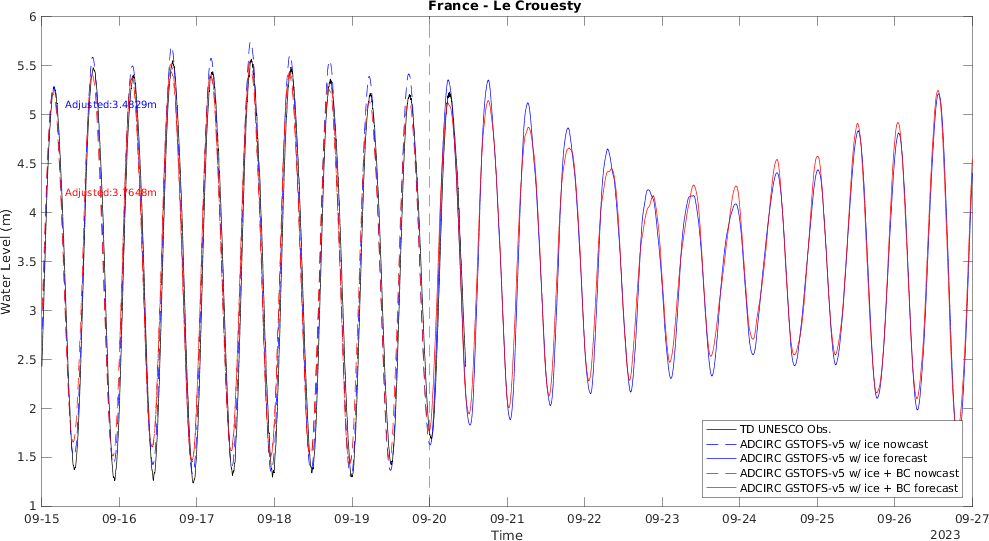 France - Le Crouesty
6
5.5
5
4.5
4
3.5
3
2.5
2
1.5
1
Water Level (m)
Adjusted:3.4829m
Adjusted:3.7648m
TD UNESCO Obs.
ADCIRC GSTOFS-v5 w/ ice nowcast
ADCIRC GSTOFS-v5 w/ ice forecast
ADCIRC GSTOFS-v5 w/ ice + BC nowcast
ADCIRC GSTOFS-v5 w/ ice + BC forecast
09-15 09-16 09-17 09-18 09-19 09-20 09-21 09-22 09-23 09-24 09-25 09-26 09-27
Time
2023